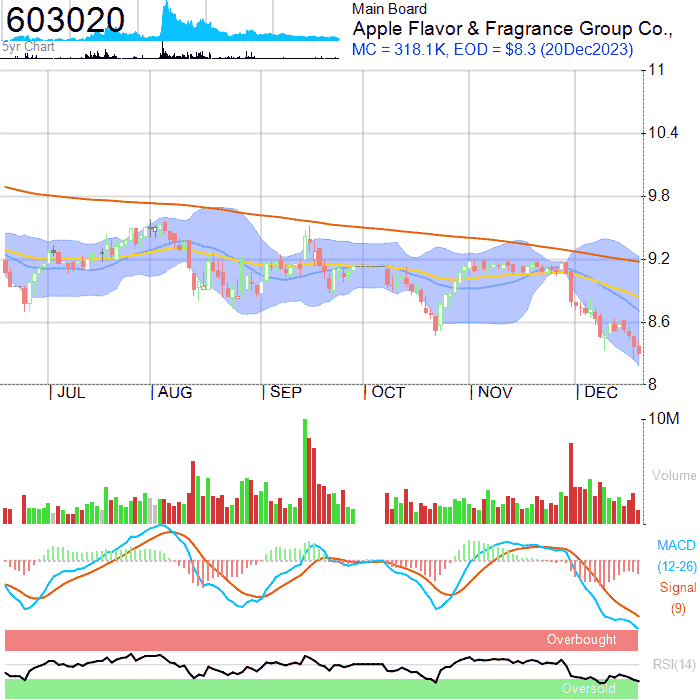 603020
5yr Chart
Main Board
Apple Flavor & Fragrance Group Co.,
MC = 318.1K, EOD = $8.3 (20Dec2023)
11
10.4
9.8
9.2
8.6
8
JUL AUG SEP OCT NOV DEC
10M
Volume
MACD
(12-26)
Signal
(9)
Overbought
RSI(14)
Oversold